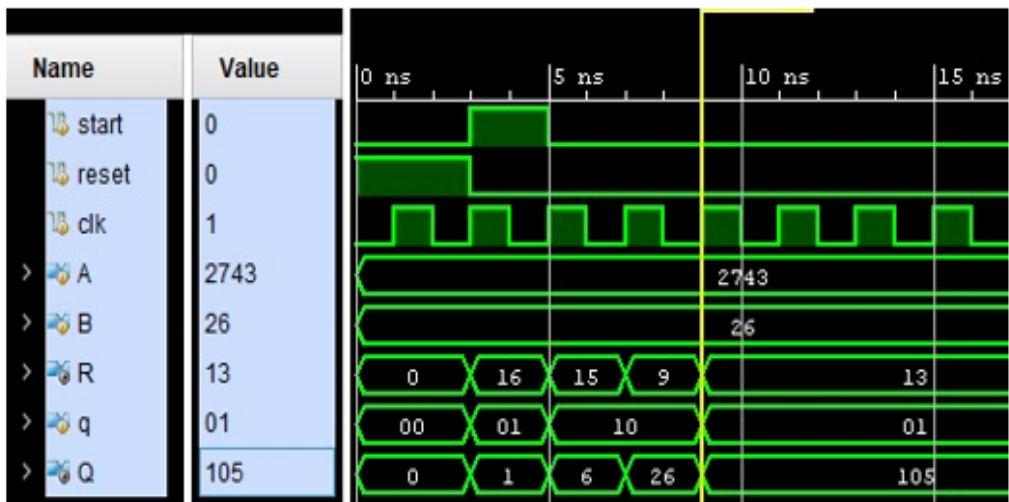 Name Value 0 ns 5 ns 10 ns 15 ns
start 0
reset 0
clk 1
A 2743 2743
B 26 26
R 13 0 16 15 9 13
q 01 00 01 10 01
Q 105 0 1 6 26 105